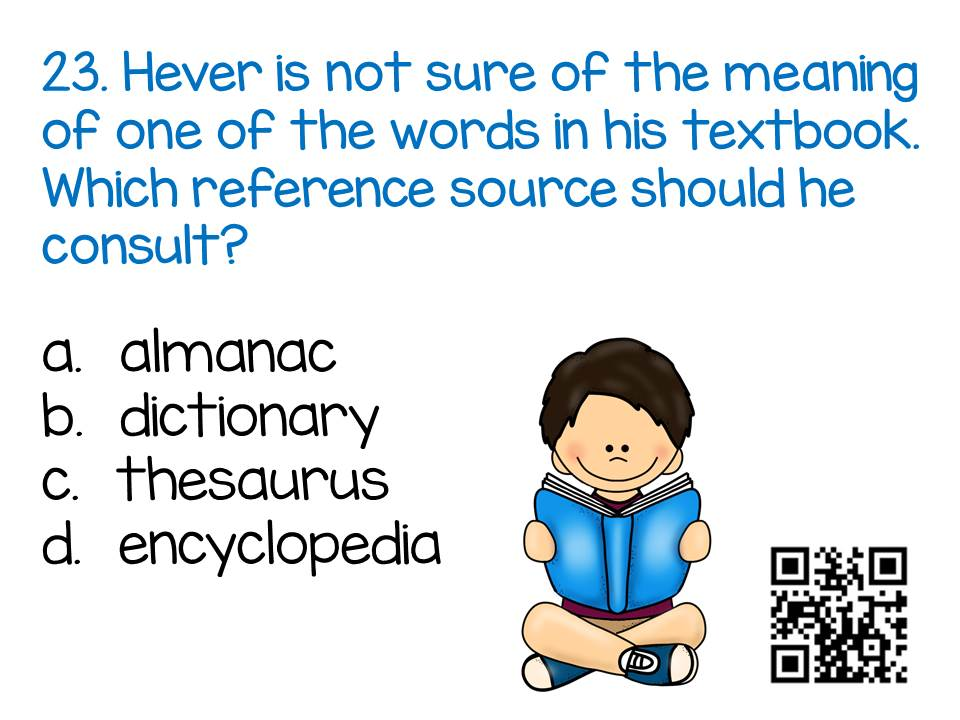 23. Hever is not sure of the meaning
of one of the words in his textbook.
Which reference source should he
consult?
a. almanac
b. dictionary
c. thesaurus
d. encyclopedia